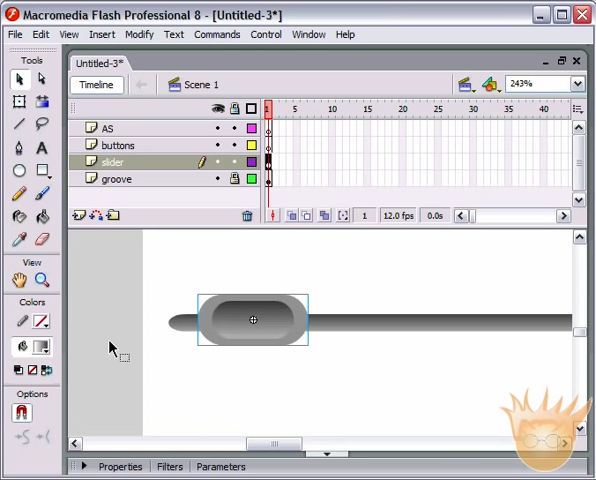 Macromedia Flash Professional 8 - [Untitled-3*]
File Edit View Insert Modify Text Commands Control Window Help
Tools
Untitled-3*
Timeline Scene 1 243%
1 5 10 15 20 25 30 35 40
AS
buttons
slider
groove
1 12.0 fps 0.0s
View
Colors
Options
Properties Filters Parameters